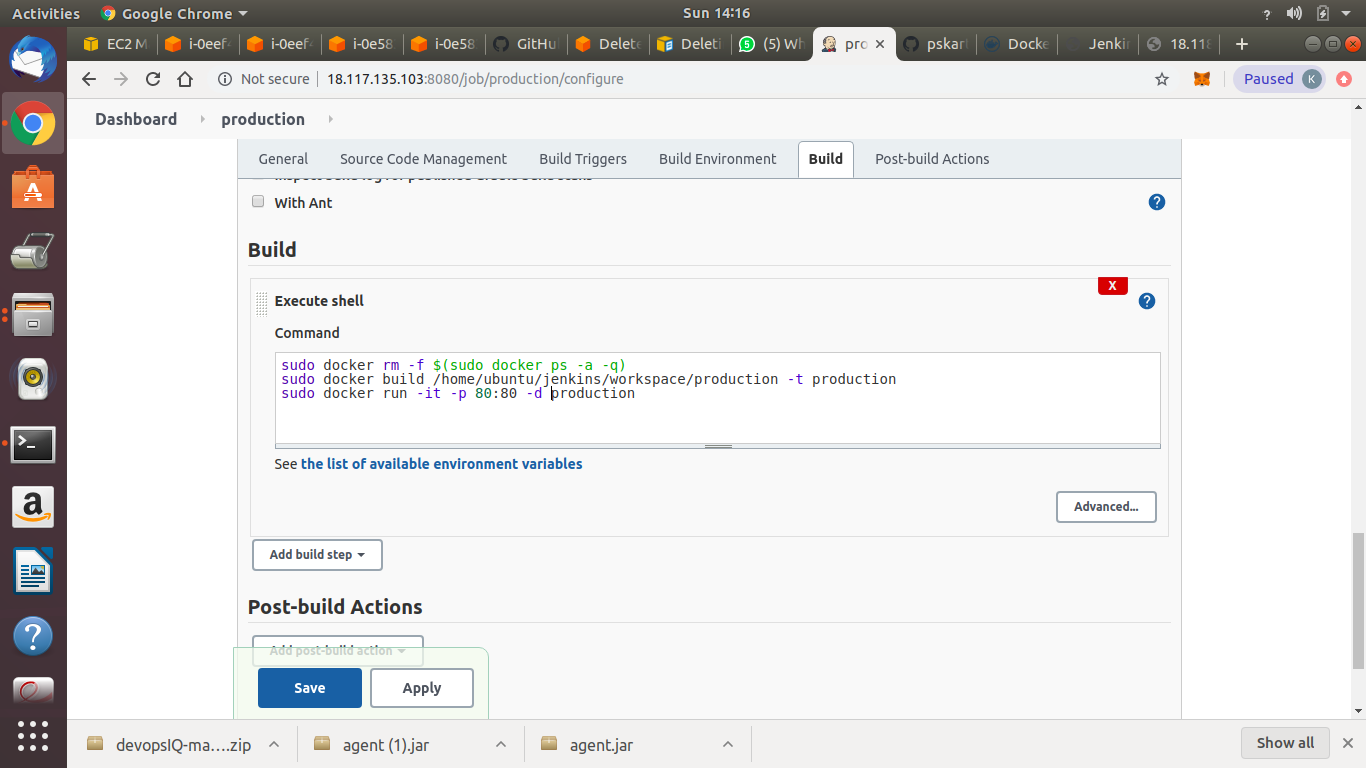 Activities
Google Chrome
Sun 14:16
EC2 M
i-0eef
i-0eef
i-0e58
i-0e58
GitHu
Delete
Deleti
(5) Wh
pro
pskar
Docke
Jenki
18.118
Not secure
18.117.135.103:8080/job/production/configure
Paused
K
Dashboard
production
General
Source Code Management
Build Triggers
Build Environment
Build
Post-build Actions
With Ant
?
Build
X
Execute shell
?
Command
sudo docker rm -f $(sudo docker ps -a -q)
sudo docker build /home/ubuntu/jenkins/workspace/production -t production
sudo docker run -it -p 80:80 -d production
See the list of available environment variables
Advanced...
Add build step
Post-build Actions
Add post-build action
Save
Apply
devopsIQ-ma....zip
agent (1).jar
agent.jar
Show all